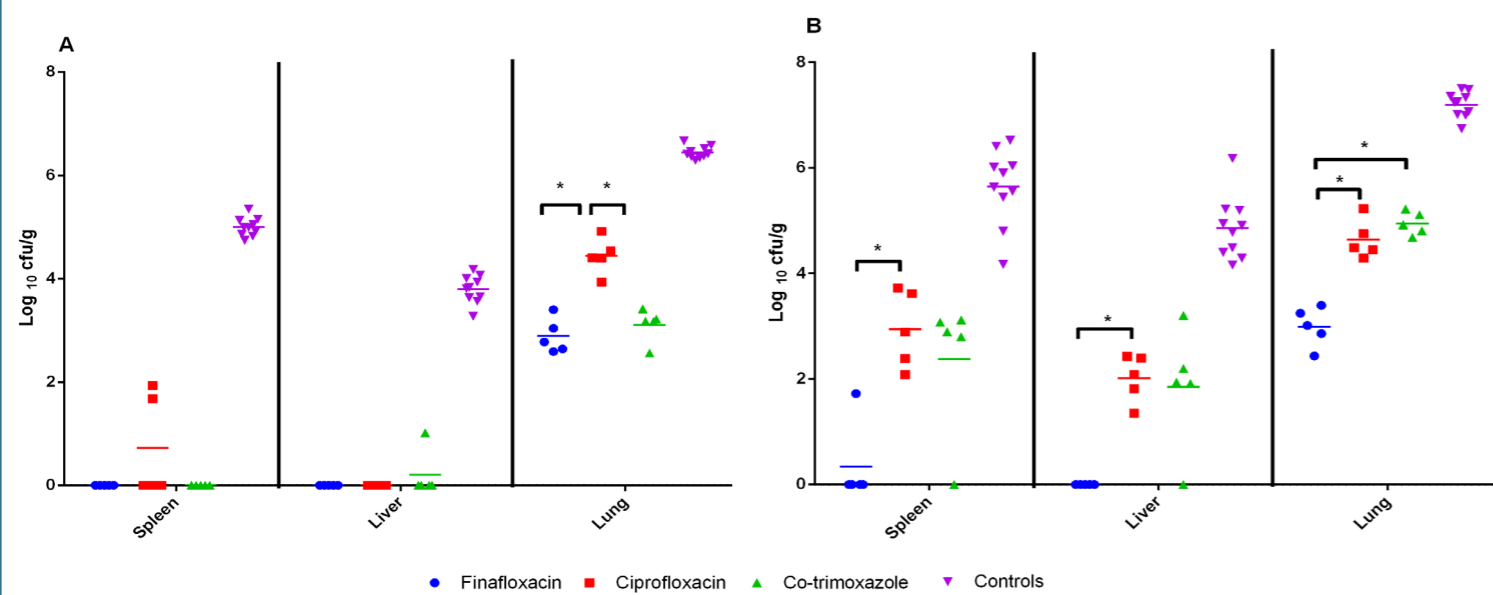 A
8
6
4
2
0
Log 10 cfu/g
* *
Spleen
Liver
Lung
B
8
6
4
2
0
Log 10 cfu/g
*
*
*
*
Spleen
Liver
Lung
Finafloxacin Ciprofloxacin Co-trimoxazole Controls